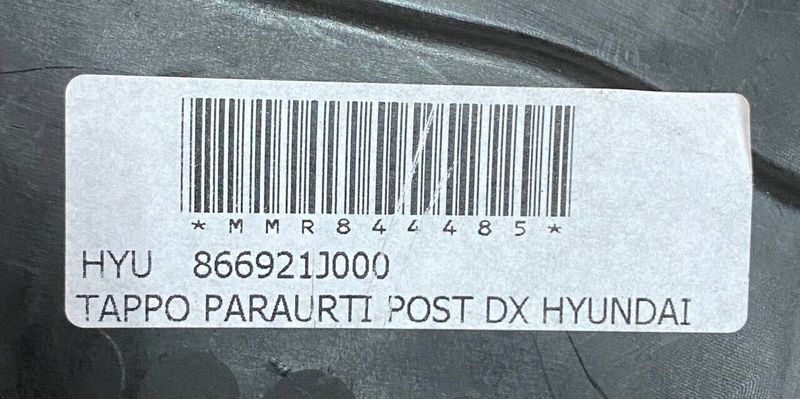 *MMR844485*
HYU 866921J000
TAPPO PARAURTI POST DX HYUNDAI